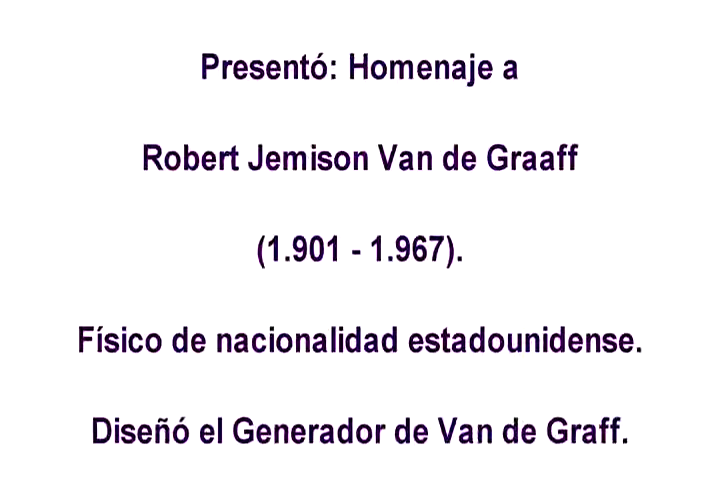 Presentó: Homenaje a
Robert Jemison Van de Graaff
(1.901 - 1.967).
Físico de nacionalidad estadounidense.
Diseñó el Generador de Van de Graff.